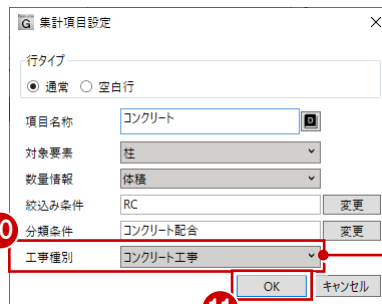 G 集計項目設定
行タイプ
通常 空白行
項目名称 コンクリート D
対象要素 柱
数量情報 体積
絞込み条件 RC 変更
分類条件 コンクリート配合 変更
工事種別 コンクリート工事
OK キャンセル